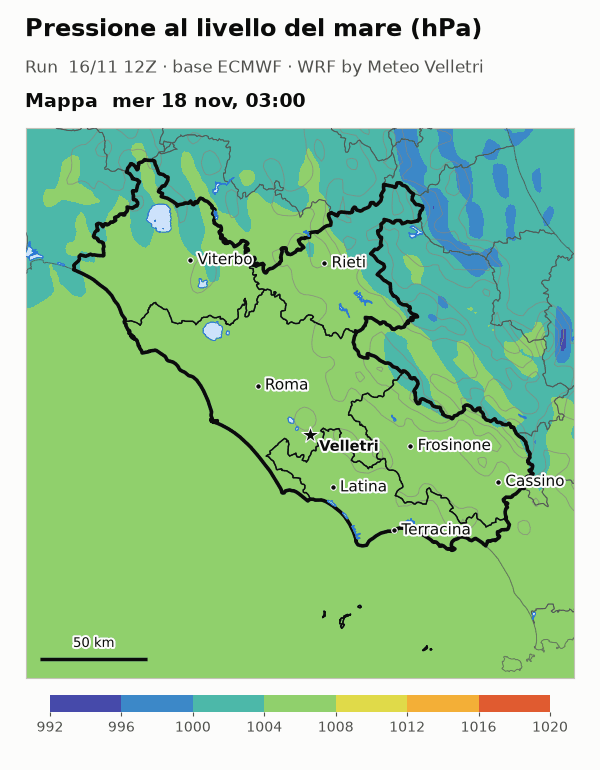 Pressione al livello del mare (hPa)
Run  16/11 12Z · base ECMWF · WRF by Meteo Velletri
Mappa  mer 18 nov, 03:00
Viterbo
Rieti
Roma
Velletri
Frosinone
Latina
Cassino
Terracina
50 km
992 996 1000 1004 1008 1012 1016 1020